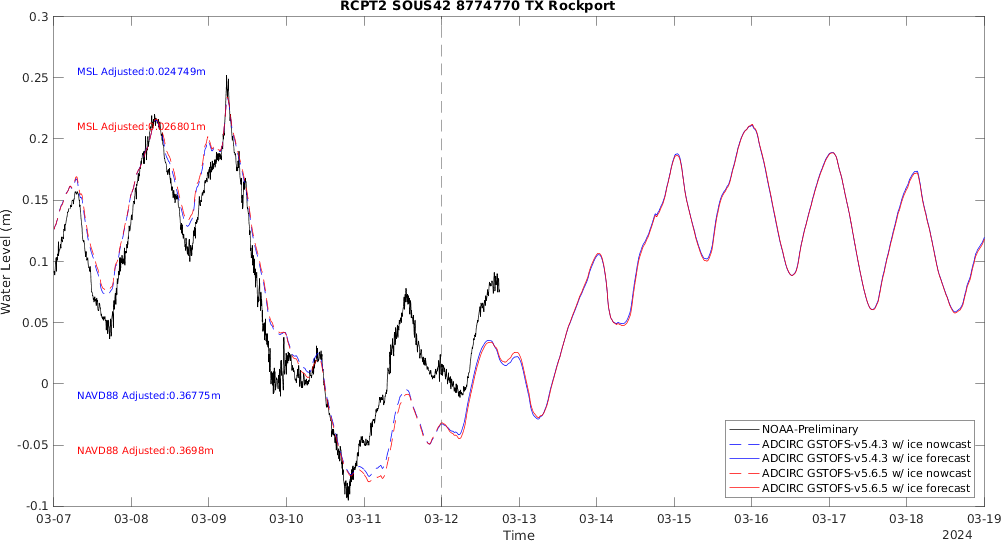 RCPT2 SOUS42 8774770 TX Rockport
0.3
0.25
0.2
0.15
0.1
0.05
0
-0.05
-0.1
Water Level (m)
MSL Adjusted:0.024749m
MSL Adjusted:0.026801m
NAVD88 Adjusted:0.36775m
NAVD88 Adjusted:0.3698m
NOAA-Preliminary
ADCIRC GSTOFS-v5.4.3 w/ ice nowcast
ADCIRC GSTOFS-v5.4.3 w/ ice forecast
ADCIRC GSTOFS-v5.6.5 w/ ice nowcast
ADCIRC GSTOFS-v5.6.5 w/ ice forecast
03-07 03-08 03-09 03-10 03-11 03-12 03-13 03-14 03-15 03-16 03-17 03-18 03-19
Time
2024